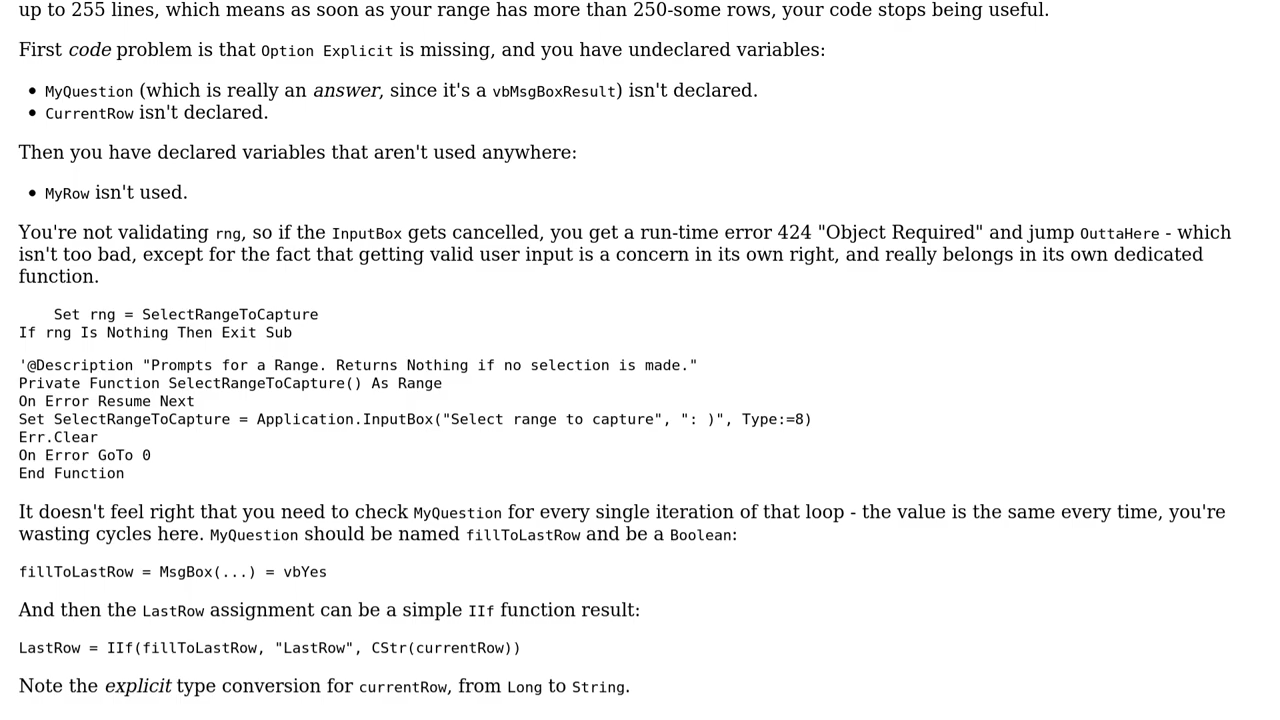 up to 255 lines, which means as soon as your range has more than 250-some rows, your code stops being useful.
First code problem is that Option Explicit is missing, and you have undeclared variables:
• MyQuestion (which is really an answer, since it's a vbMsgBoxResult) isn't declared.
• CurrentRow isn't declared.
Then you have declared variables that aren't used anywhere:
• MyRow isn't used.
You're not validating rng, so if the InputBox gets cancelled, you get a run-time error 424 "Object Required" and jump OuttaHere - which
isn't too bad, except for the fact that getting valid user input is a concern in its own right, and really belongs in its own dedicated
function.
    Set rng = SelectRangeToCapture
If rng Is Nothing Then Exit Sub
'@Description "Prompts for a Range. Returns Nothing if no selection is made."
Private Function SelectRangeToCapture() As Range
On Error Resume Next
Set SelectRangeToCapture = Application.InputBox("Select range to capture", ": )", Type:=8)
Err.Clear
On Error GoTo 0
End Function
It doesn't feel right that you need to check MyQuestion for every single iteration of that loop - the value is the same every time, you're
wasting cycles here. MyQuestion should be named fillToLastRow and be a Boolean:
fillToLastRow = MsgBox(...) = vbYes
And then the LastRow assignment can be a simple IIf function result:
LastRow = IIf(fillToLastRow, "LastRow", CStr(currentRow))
Note the explicit type conversion for currentRow, from Long to String.